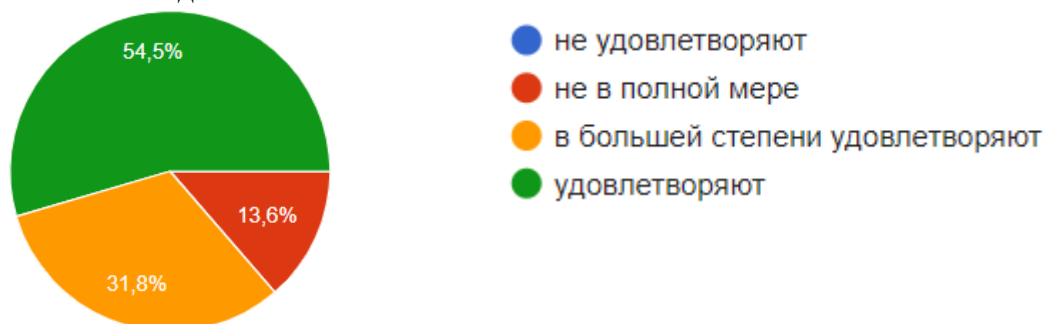 54,5%
не удовлетворяют
не в полной мере
в большей степени удовлетворяют
удовлетворяют
13,6%
31,8%